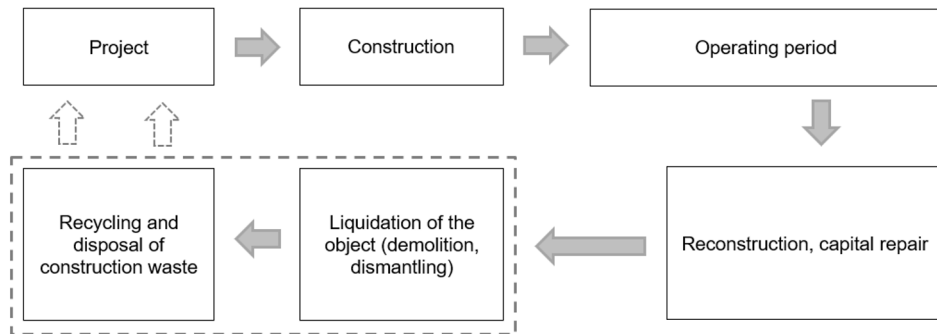 Project
Construction
Operating period
Recycling and
disposal of
construction waste
Liquidation of the
object (demolition,
dismantling)
Reconstruction, capital repair